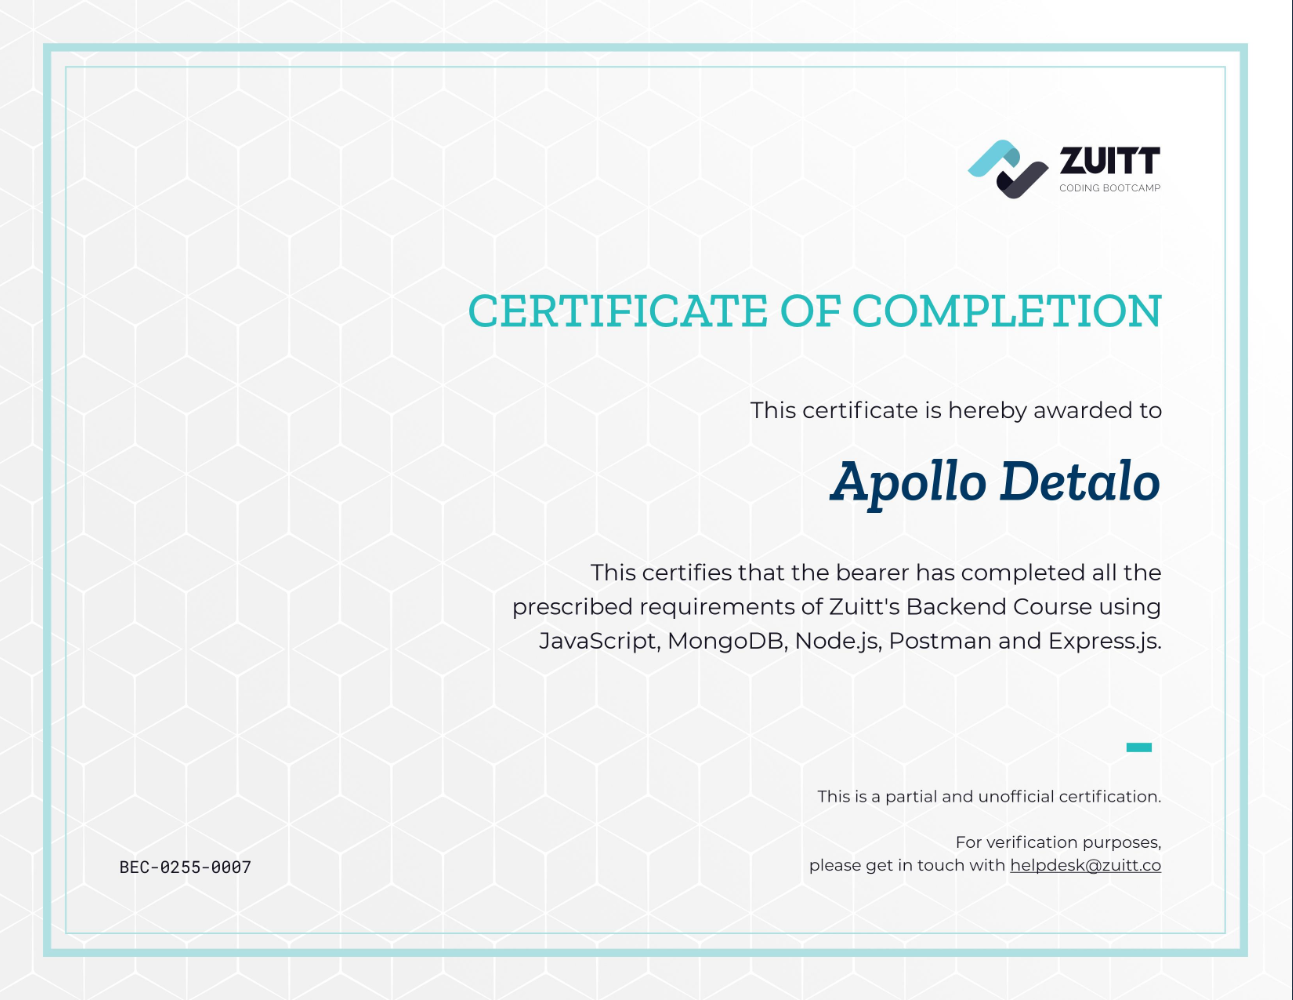 ZUITT
CODING BOOTCAMP
CERTIFICATE OF COMPLETION
This certificate is hereby awarded to
Apollo Detalo
This certifies that the bearer has completed all the
prescribed requirements of Zuitt's Backend Course using
JavaScript, MongoDB, Node.js, Postman and Express.js.
This is a partial and unofficial certification.
For verification purposes,
please get in touch with helpdesk@zuitt.co
BEC-0255-0007